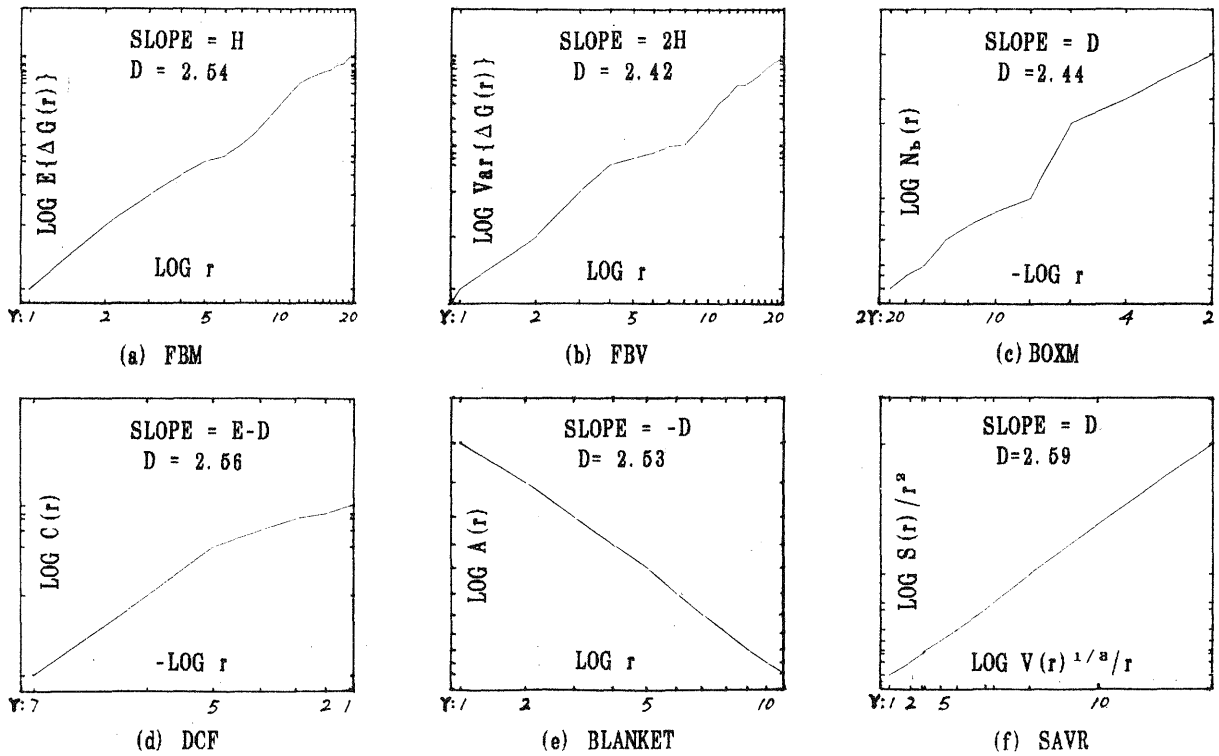 SLOPE = H
D = 2.54
LOG E{ΔG(r)}
LOG r
γ:1 2 5 10 20
(a) FBM
SLOPE = 2H
D = 2.42
LOG Var{ΔG(r)}
LOG r
γ:1 2 5 10 20
(b) FBV
SLOPE = D
D =2.44
LOG N_b(r)
-LOG r
2γ:20 10 4 2
(c) BOXM
SLOPE = E-D
D = 2.56
LOG C(r)
-LOG r
γ:7 5 2 1
(d) DCF
SLOPE = -D
D= 2.53
LOG A(r)
LOG r
γ:1 2 5 10
(e) BLANKET
SLOPE = D
D=2.59
LOG S(r)/r²
LOG V(r)¹/³/r
γ:1 2 5 10
(f) SAVR